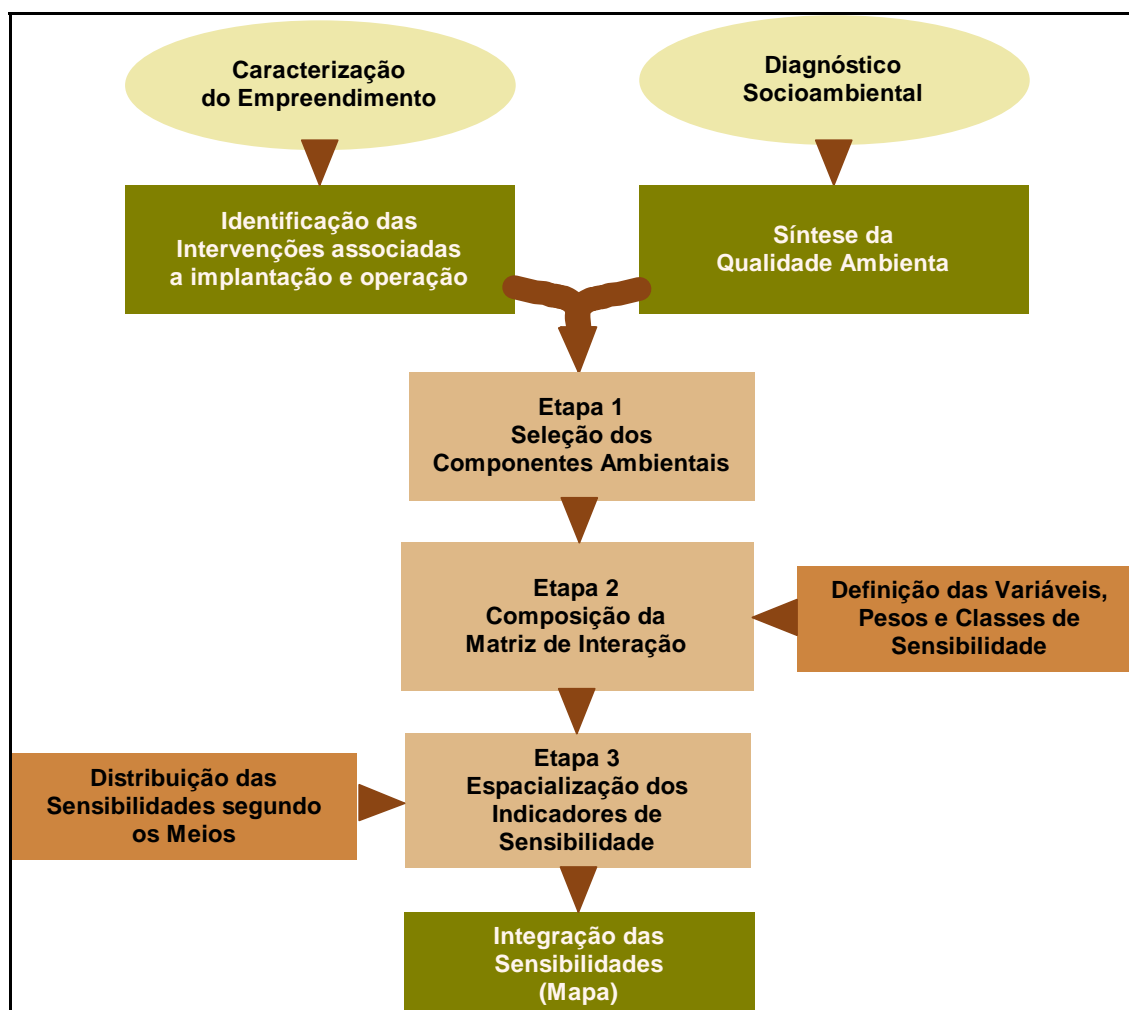 Caracterização
do Empreendimento
Diagnóstico
Socioambiental
Identificação das
Intervenções associadas
a implantação e operação
Síntese da
Qualidade Ambienta
Etapa 1
Seleção dos
Componentes Ambientais
Etapa 2
Composição da
Matriz de Interação
Definição das Variáveis,
Pesos e Classes de
Sensibilidade
Etapa 3
Espacialização dos
Indicadores de
Sensibilidade
Distribuição das
Sensibilidades segundo
os Meios
Integração das
Sensibilidades
(Mapa)